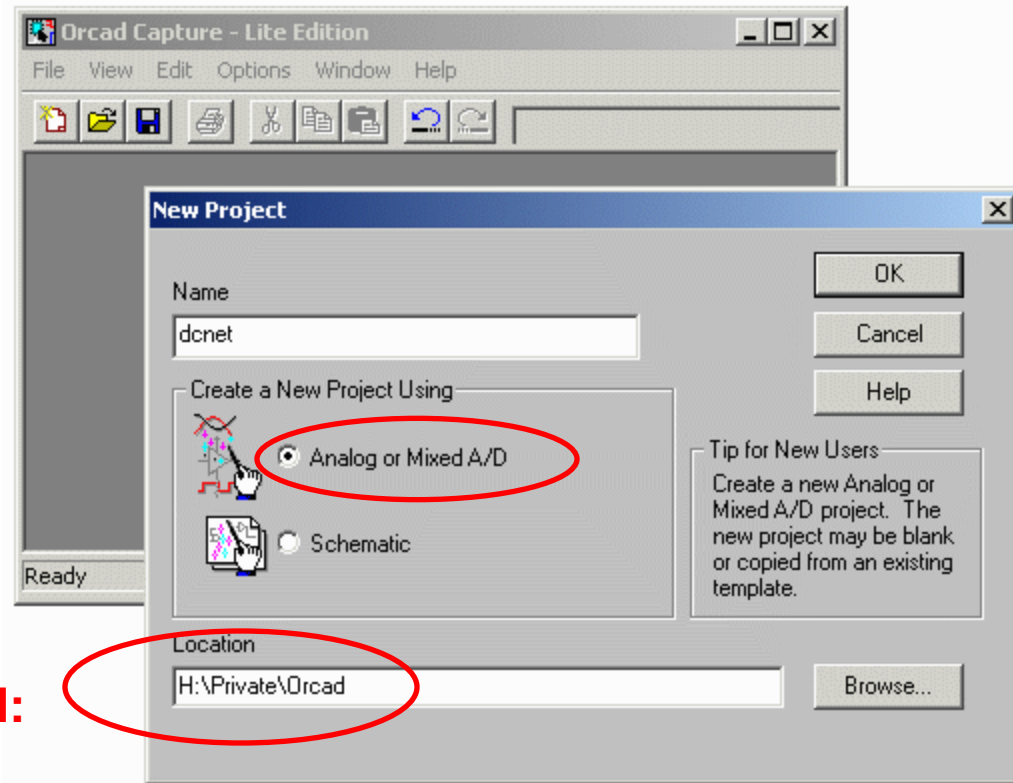 Orcad Capture - Lite Edition
File View Edit Options Window Help
New Project
Name
dcnet
OK
Cancel
Help
Create a New Project Using
Analog or Mixed A/D
Schematic
Tip for New Users
Create a new Analog or
Mixed A/D project. The
new project may be blank
or copied from an existing
template.
Ready
Location
H:\Private\Orcad
Browse...